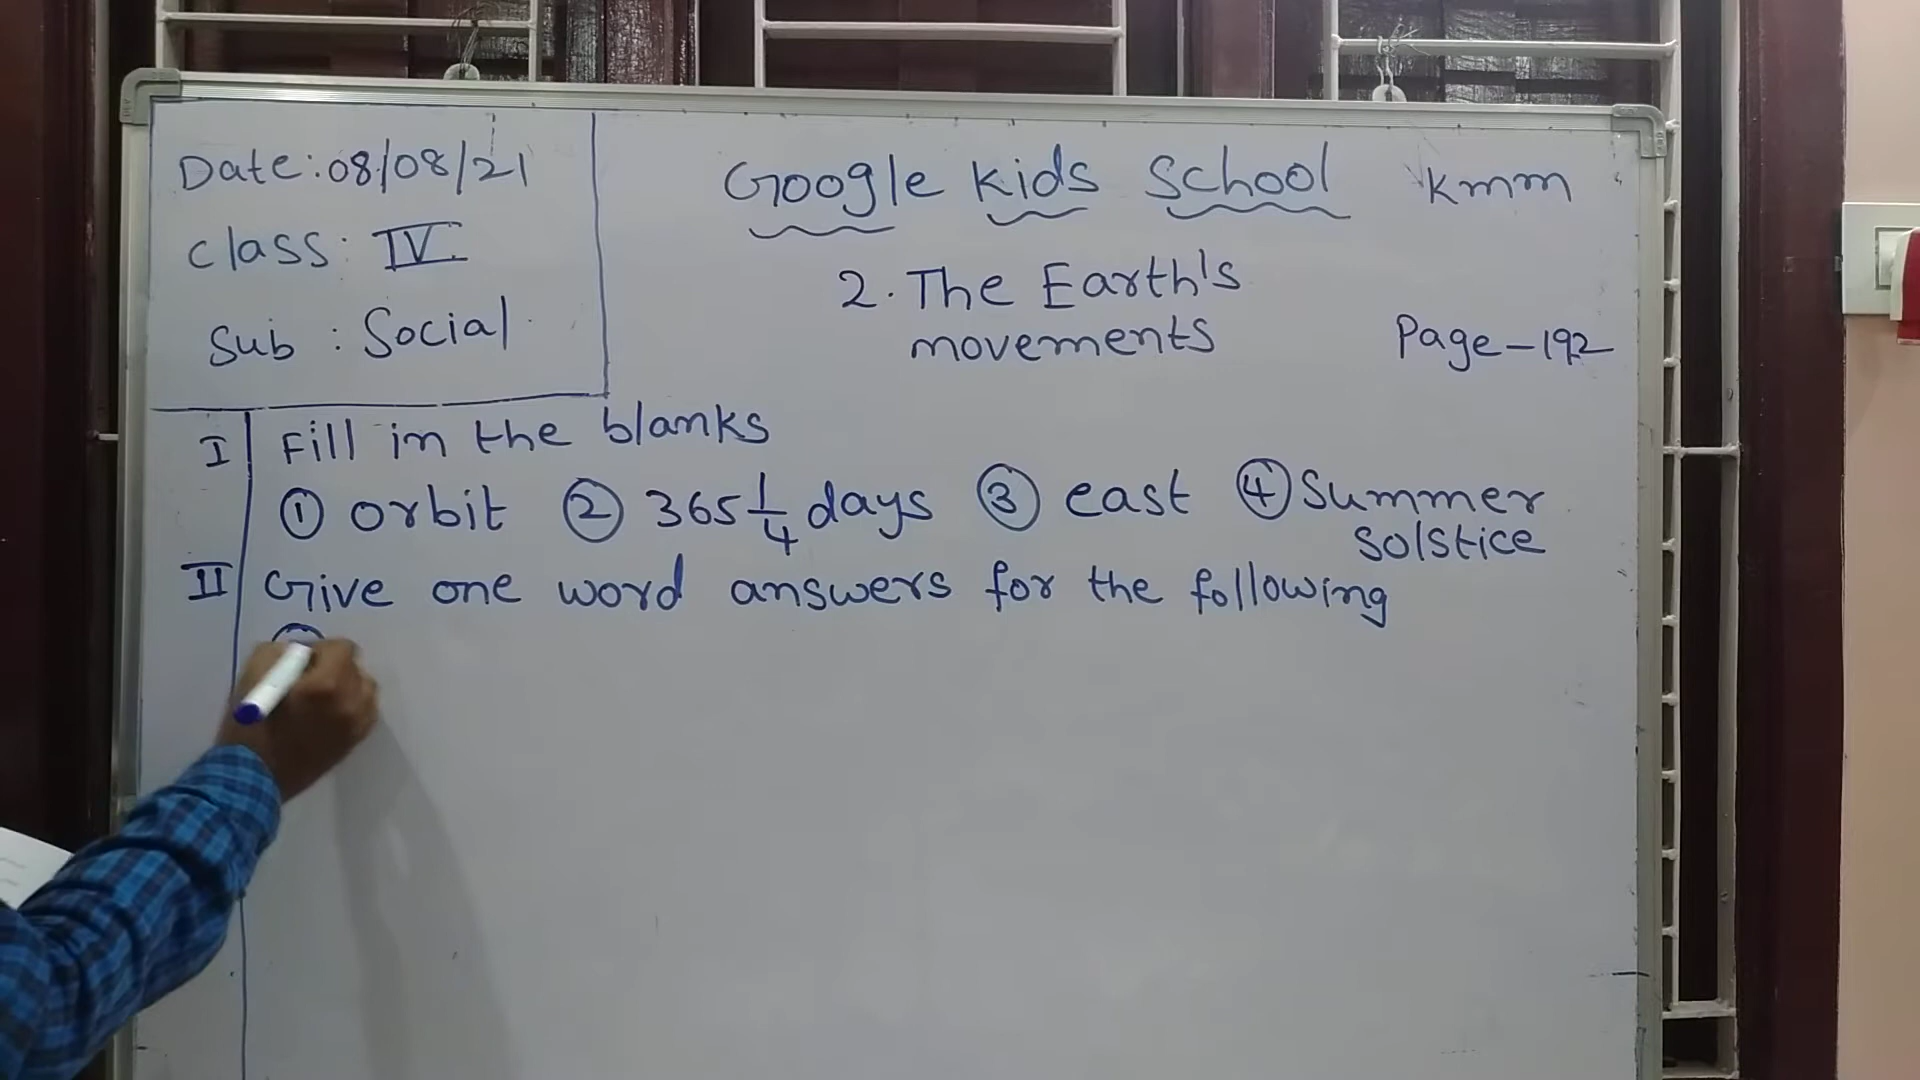 Date: 08/08/21
Class: IV.
Sub : Social
Google Kids School Kmm
2. The Earth's
movements
Page-192
I Fill in the blanks
① orbit ② 365 1/4 days ③ east ④ Summer
Solstice
II Give one word answers for the following